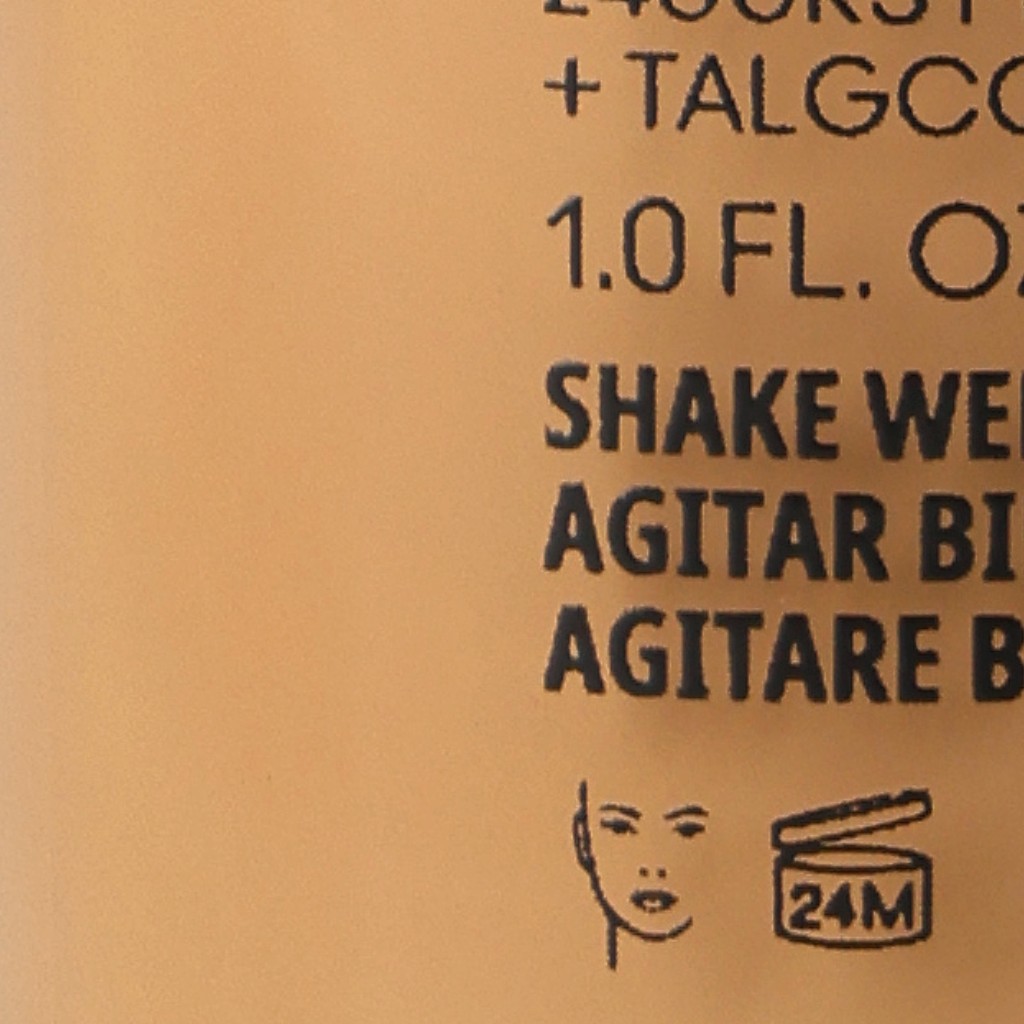 + TALGCO
1.0 FL. OZ
SHAKE WEL
AGITAR BI
AGITARE B
24M